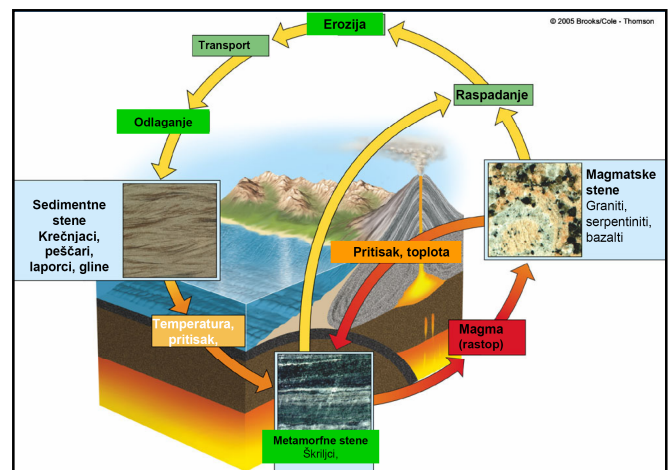 © 2005 Brooks/Cole - Thomson
Erozija
Transport
Raspadanje
Odlaganje
Sedimentne
stene
Krečnjaci,
peščari,
laporci, gline
Magmatske
stene
Graniti,
serpentiniti,
bazalti
Pritisak, toplota
Temperatura,
pritisak,
Magma
(rastop)
Metamorfne stene
Škriljci,